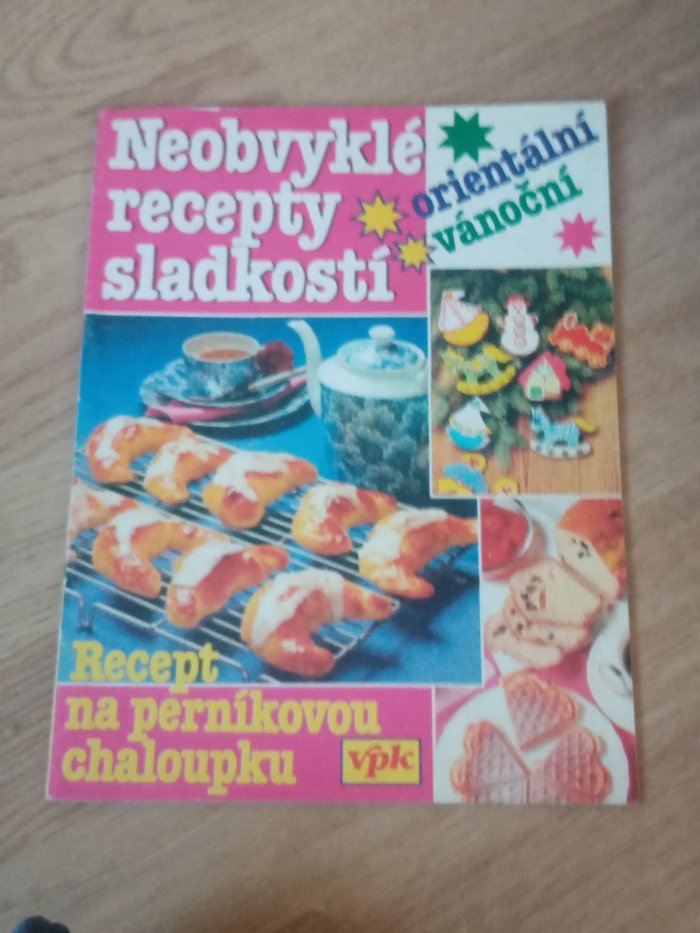 Neobvyklé
recepty
sladkostí
orientální
vánoční
Recept
na perníkovou
chaloupku
vpk